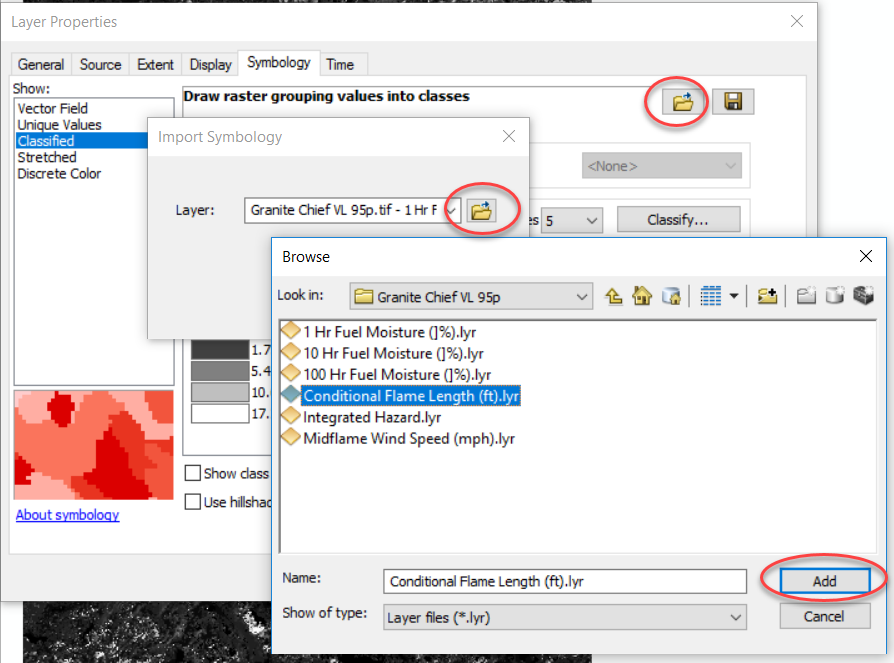 Layer Properties
General Source Extent Display Symbology Time
Show:
Vector Field
Unique Values
Classified
Stretched
Discrete Color
Draw raster grouping values into classes
<None>
es 5 Classify...
Import Symology
Layer: Granite Chief VL 95p.tif - 1 Hr F
1.7
5.4
10.
17.
Show class
Use hillshad
About symbology
Browse
Look in: Granite Chief VL 95p
1 Hr Fuel Moisture (]%).lyr
10 Hr Fuel Moisture (]%).lyr
100 Hr Fuel Moisture (]%).lyr
Conditional Flame Length (ft).lyr
Integrated Hazard.lyr
Midflame Wind Speed (mph).lyr
Name: Conditional Flame Length (ft).lyr Add
Show of type: Layer files (*.lyr) Cancel